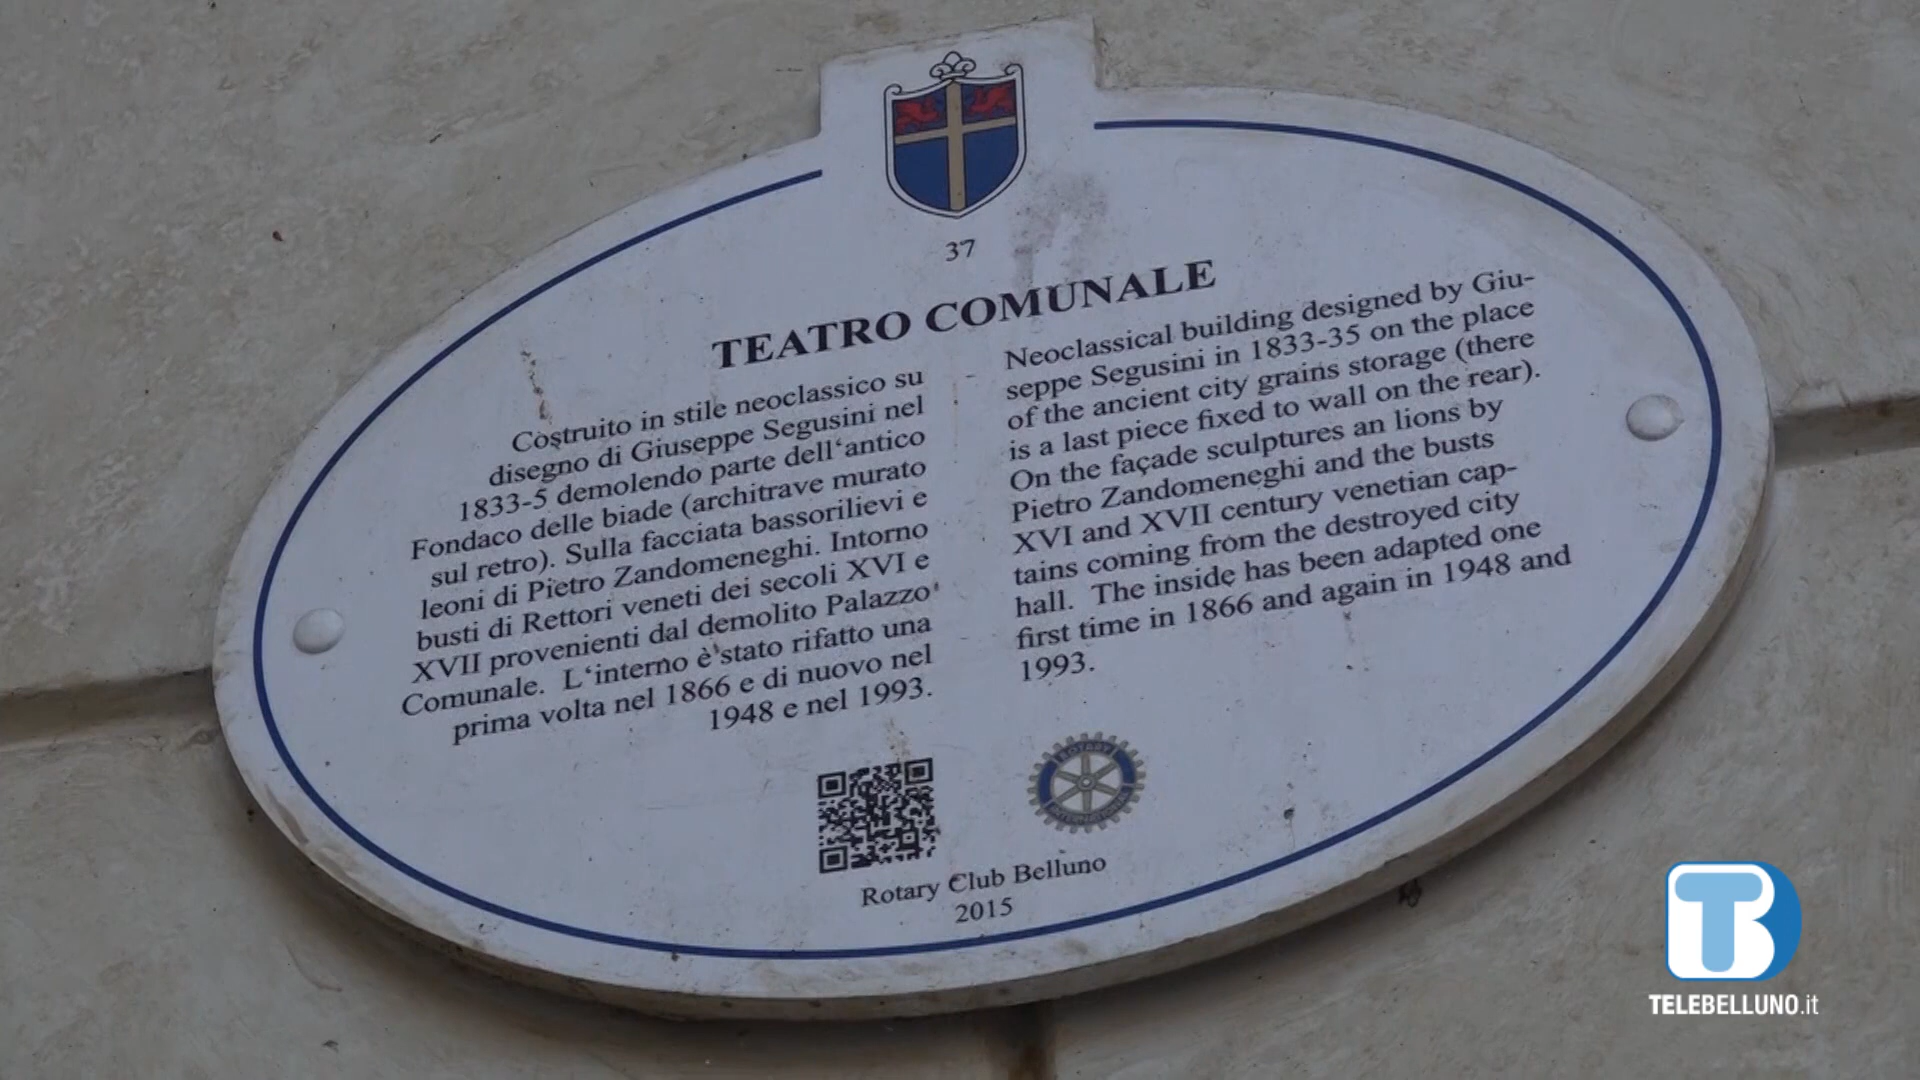 37
TEATRO COMUNALE
Costruito in stile neoclassico su
disegno di Giuseppe Segusini nel
1833-5 demolendo parte dell‘antico
Fondaco delle biade (architrave murato
sul retro). Sulla facciata bassorilievi e
leoni di Pietro Zandomeneghi. Intorno
busti di Rettori veneti dei secoli XVI e
XVII provenienti dal demolito Palazzo
Comunale. L‘interno è stato rifatto una
prima volta nel 1866 e di nuovo nel
1948 e nel 1993.
Neoclassical building designed by Giu-
seppe Segusini in 1833-35 on the place
of the ancient city grains storage (there
is a last piece fixed to wall on the rear).
On the façade sculptures an lions by
Pietro Zandomeneghi and the busts
XVI and XVII century venetian cap-
tains coming from the destroyed city
hall. The inside has been adapted one
first time in 1866 and again in 1948 and
1993.
ROTARY
INTERNATIONAL
Rotary Club Belluno
2015
TB
TELEBELLUNO.it